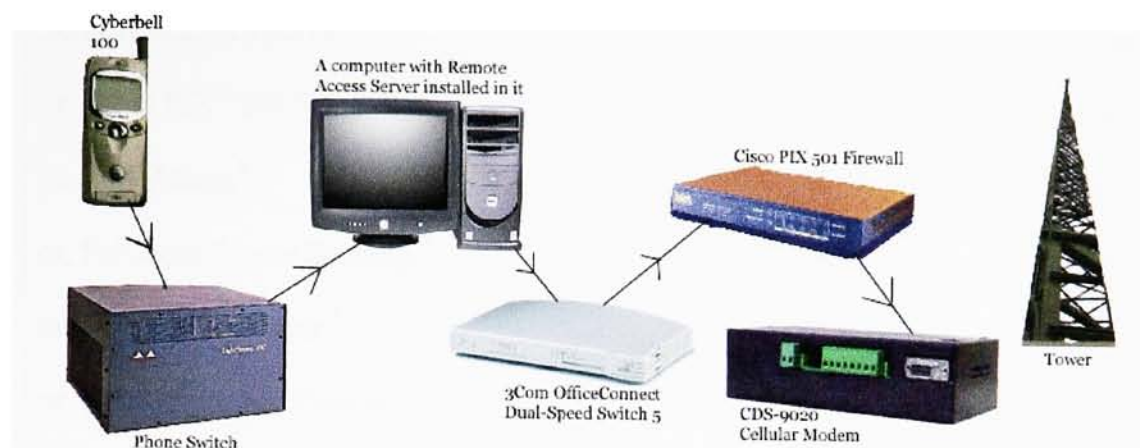 Cyberbell
100
A computer with Remote
Access Server installed in it
Cisco PIX 501 Firewall
3Com OfficeConnect
Dual-Speed Switch 5
Tower
CDS-9020
Cellular Modem
Phone Switch